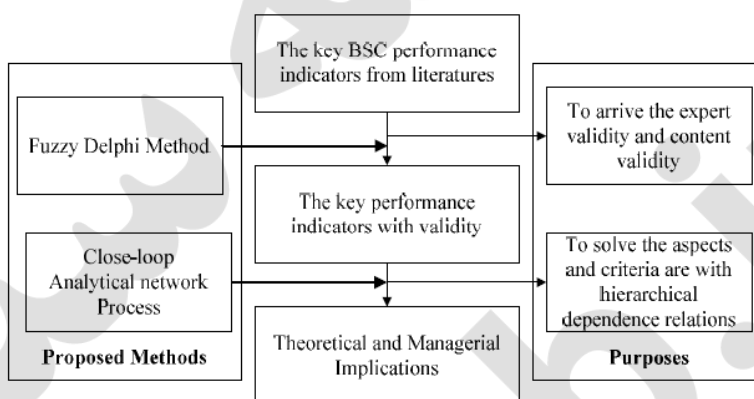 The key BSC performance
indicators from literatures
Fuzzy Delphi Method
To arrive the expert
validity and content
validity
The key performance
indicators with validity
Close-loop
Analytical network
Process
To solve the aspects
and criteria are with
hierarchical
dependence relations
Theoretical and Managerial
Implications
Proposed Methods
Purposes